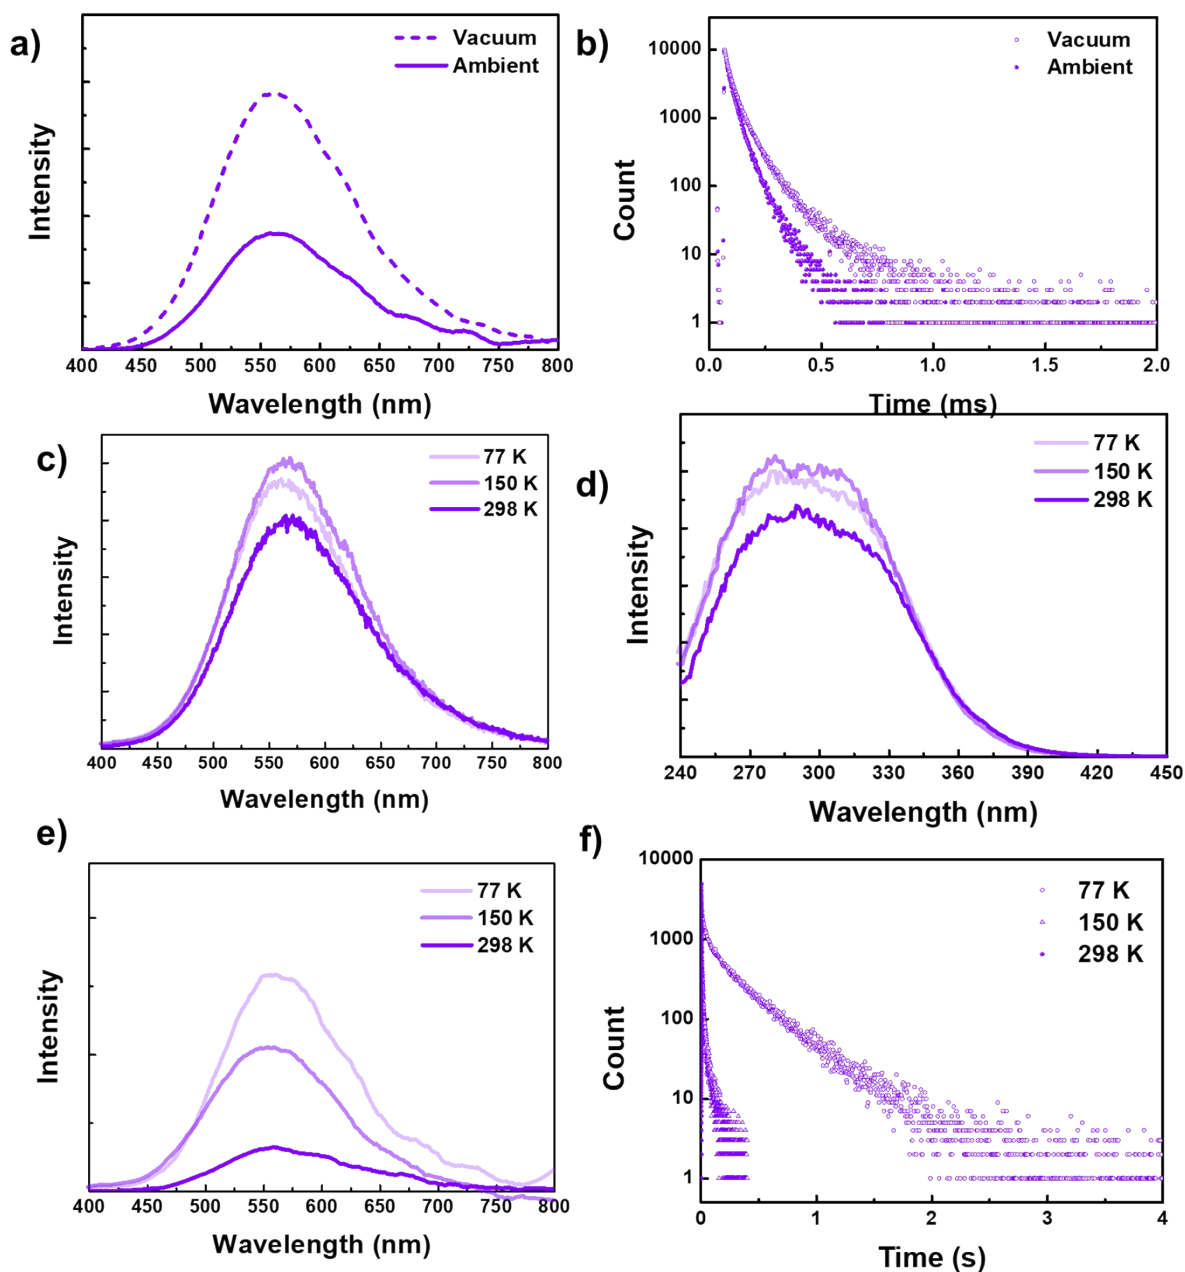 a)
Vacuum
Ambient
Intensity
400 450 500 550 600 650 700 750 800
Wavelength (nm)
b)
Vacuum
Ambient
Count
10000
1000
100
10
1
0.0 0.5 1.0 1.5 2.0
Time (ms)
c)
77 K
150 K
298 K
Intensity
400 450 500 550 600 650 700 750 800
Wavelength (nm)
d)
77 K
150 K
298 K
Intensity
240 270 300 330 360 390 420 450
Wavelength (nm)
e)
77 K
150 K
298 K
Intensity
400 450 500 550 600 650 700 750 800
Wavelength (nm)
f)
77 K
150 K
298 K
Count
10000
1000
100
10
1
0 1 2 3 4
Time (s)